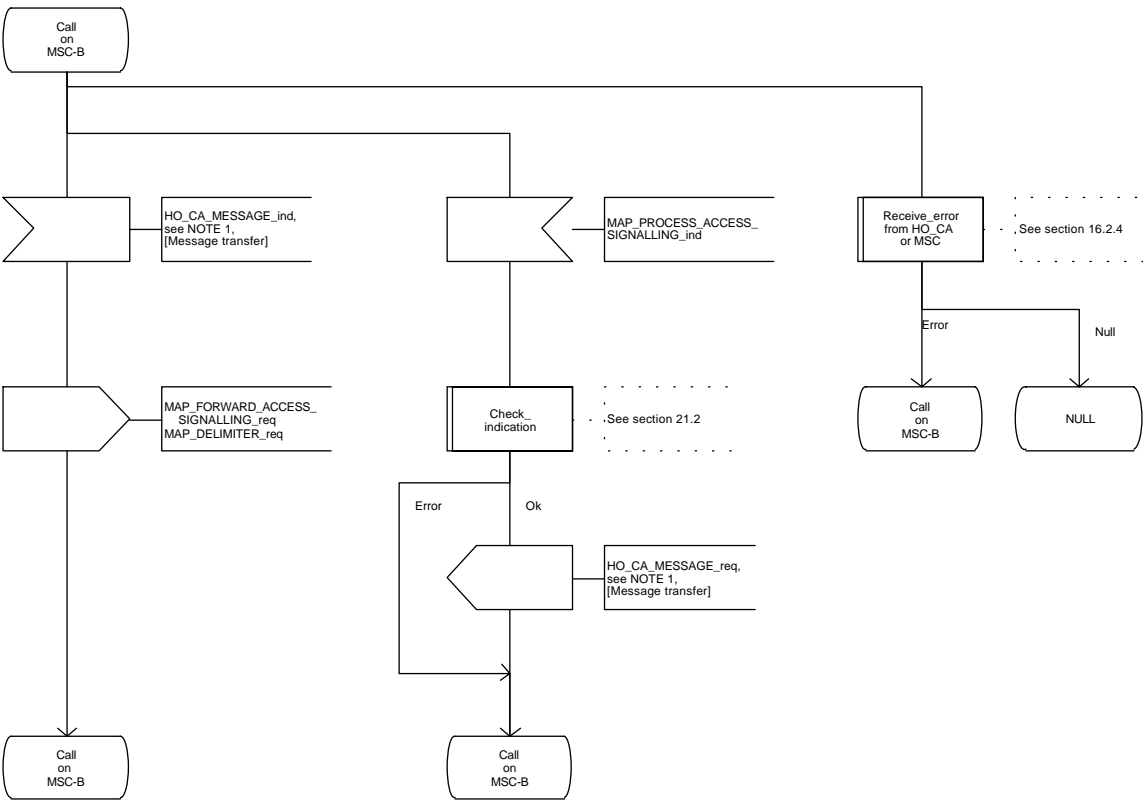 Call
on
MSC-B
HO_CA_MESSAGE_ind,
see NOTE 1,
[Message transfer]
MAP_PROCESS_ACCESS_
SIGNALLING_ind
Receive_error
from HO_CA
or MSC
See section 16.2.4
Error
Null
MAP_FORWARD_ACCESS_
SIGNALLING_req
MAP_DELIMITER_req
Check_
indication
See section 21.2
Call
on
MSC-B
NULL
Error
Ok
HO_CA_MESSAGE_req,
see NOTE 1,
[Message transfer]
Call
on
MSC-B
Call
on
MSC-B